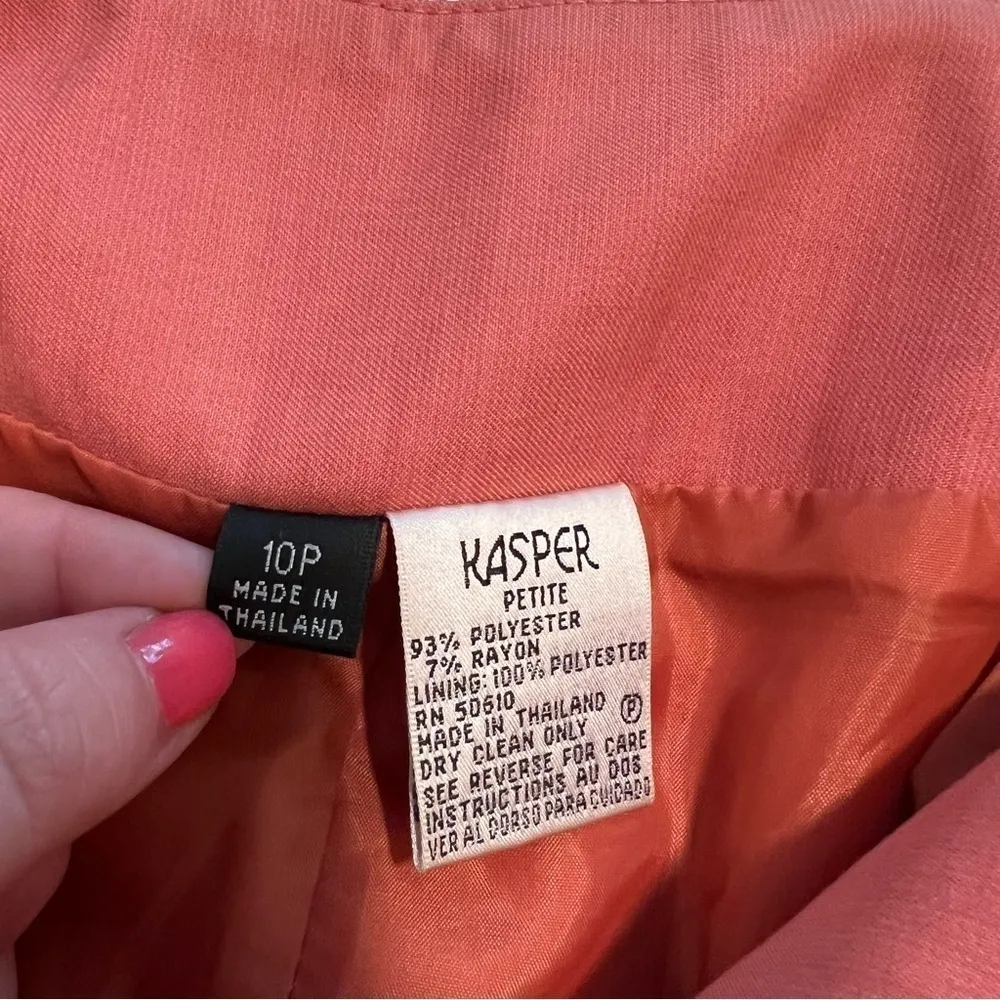 10P
MADE IN
THAILAND
KASPER
PETITE
93% POLYESTER
7% RAYON
LINING: 100% POLYESTER
RN 50610
MADE IN THAILAND Ⓟ
DRY CLEAN ONLY
SEE REVERSE FOR CARE
INSTRUCTIONS AU DOS
VER AL DORSO PARA CUIDADO